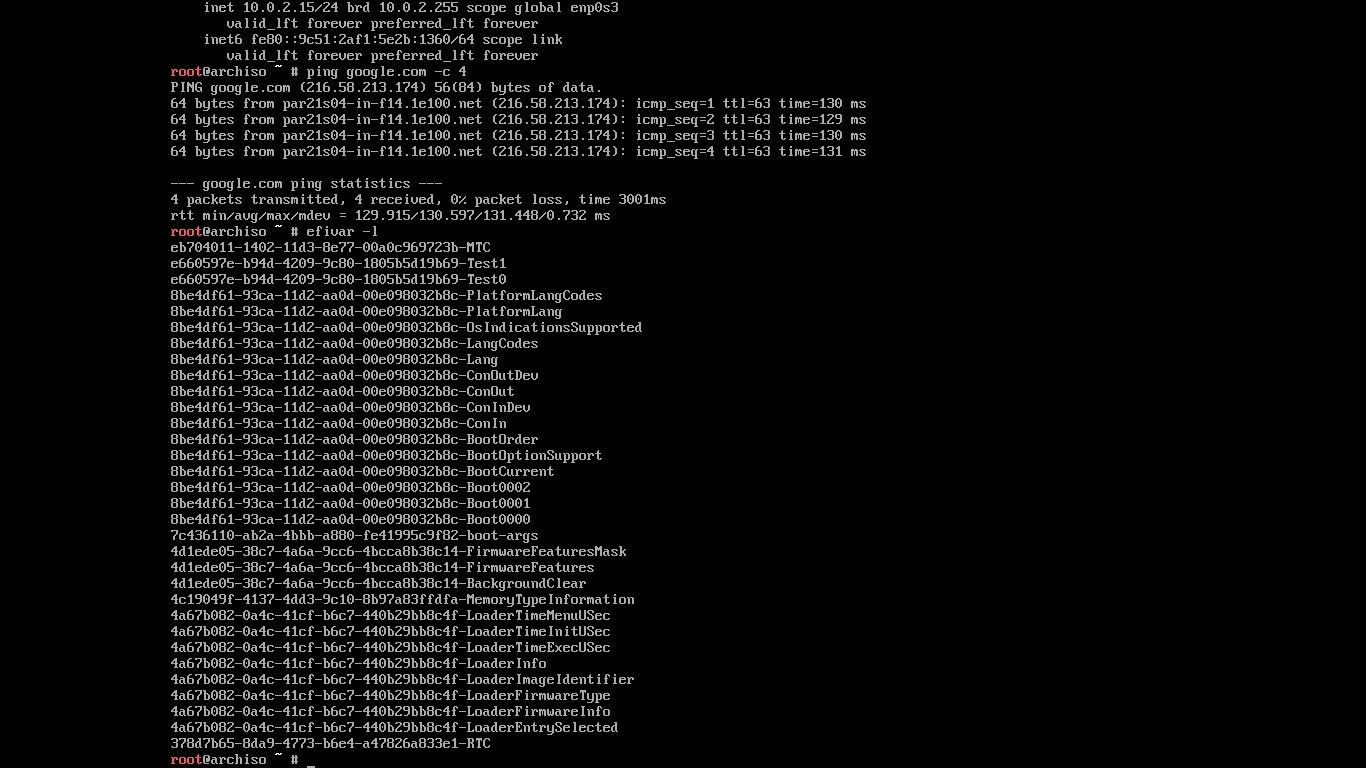 inet 10.0.2.15/24 brd 10.0.2.255 scope global enp0s3
valid_lft forever preferred_lft forever
inet6 fe80::9c51:2af1:5e2b:1360/64 scope link
valid_lft forever preferred_lft forever
root@archiso ~ # ping google.com -c 4
PING google.com (216.58.213.174) 56(84) bytes of data.
64 bytes from par21s04-in-f14.1e100.net (216.58.213.174): icmp_seq=1 ttl=63 time=130 ms
64 bytes from par21s04-in-f14.1e100.net (216.58.213.174): icmp_seq=2 ttl=63 time=129 ms
64 bytes from par21s04-in-f14.1e100.net (216.58.213.174): icmp_seq=3 ttl=63 time=130 ms
64 bytes from par21s04-in-f14.1e100.net (216.58.213.174): icmp_seq=4 ttl=63 time=131 ms
--- google.com ping statistics ---
4 packets transmitted, 4 received, 0% packet loss, time 3001ms
rtt min/avg/max/mdev = 129.915/130.597/131.448/0.732 ms
root@archiso ~ # efivar -l
eb704011-1402-11d3-8e77-00a0c969723b-MTC
e660597e-b94d-4209-9c80-1805b5d19b69-Test1
e660597e-b94d-4209-9c80-1805b5d19b69-Test0
8be4df61-93ca-11d2-aa0d-00e098032b8c-PlatformLangCodes
8be4df61-93ca-11d2-aa0d-00e098032b8c-PlatformLang
8be4df61-93ca-11d2-aa0d-00e098032b8c-OsIndicationsSupported
8be4df61-93ca-11d2-aa0d-00e098032b8c-LangCodes
8be4df61-93ca-11d2-aa0d-00e098032b8c-Lang
8be4df61-93ca-11d2-aa0d-00e098032b8c-ConOutDev
8be4df61-93ca-11d2-aa0d-00e098032b8c-ConOut
8be4df61-93ca-11d2-aa0d-00e098032b8c-ConInDev
8be4df61-93ca-11d2-aa0d-00e098032b8c-ConIn
8be4df61-93ca-11d2-aa0d-00e098032b8c-BootOrder
8be4df61-93ca-11d2-aa0d-00e098032b8c-BootOptionSupport
8be4df61-93ca-11d2-aa0d-00e098032b8c-BootCurrent
8be4df61-93ca-11d2-aa0d-00e098032b8c-Boot0002
8be4df61-93ca-11d2-aa0d-00e098032b8c-Boot0001
8be4df61-93ca-11d2-aa0d-00e098032b8c-Boot0000
7c436110-ab2a-4bbb-a880-fe41995c9f82-boot-args
4d1ede05-38c7-4a6a-9cc6-4bcca8b38c14-FirmwareFeaturesMask
4d1ede05-38c7-4a6a-9cc6-4bcca8b38c14-FirmwareFeatures
4d1ede05-38c7-4a6a-9cc6-4bcca8b38c14-BackgroundClear
4c19049f-4137-4dd3-9c10-8b97a83ffdfa-MemoryTypeInformation
4a67b082-0a4c-41cf-b6c7-440b29bb8c4f-LoaderTimeMenuUSec
4a67b082-0a4c-41cf-b6c7-440b29bb8c4f-LoaderTimeInitUSec
4a67b082-0a4c-41cf-b6c7-440b29bb8c4f-LoaderTimeExecUSec
4a67b082-0a4c-41cf-b6c7-440b29bb8c4f-LoaderInfo
4a67b082-0a4c-41cf-b6c7-440b29bb8c4f-LoaderImageIdentifier
4a67b082-0a4c-41cf-b6c7-440b29bb8c4f-LoaderFirmwareType
4a67b082-0a4c-41cf-b6c7-440b29bb8c4f-LoaderFirmwareInfo
4a67b082-0a4c-41cf-b6c7-440b29bb8c4f-LoaderEntrySelected
378d7b65-8da9-4773-b6e4-a47826a833e1-RTC
root@archiso ~ # _